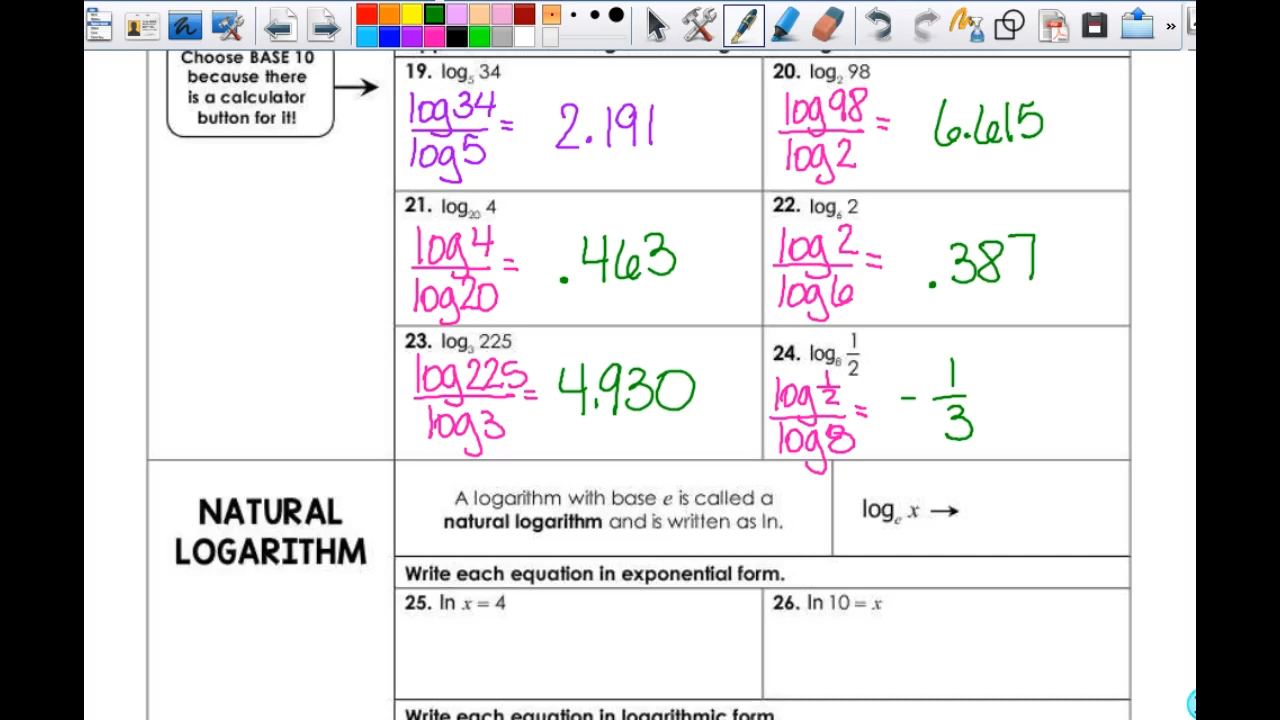 Choose BASE 10
because there
is a calculator
button for it!
19. log₅ 34
log34
log5
= 2.191
20. log₂ 98
log98
log2
= 6.615
21. log₂₀ 4
log4
log20
= .463
22. log₆ 2
log2
log6
= .387
23. log₃ 225
log225
log3
= 4.930
24. log₈ 1/2
log 1/2
log8
= - 1/3
NATURAL
LOGARITHM
A logarithm with base e is called a
natural logarithm and is written as ln.
logₑ x →
Write each equation in exponential form.
25. ln x = 4
26. ln 10 = x
Write each equation in logarithmic form.